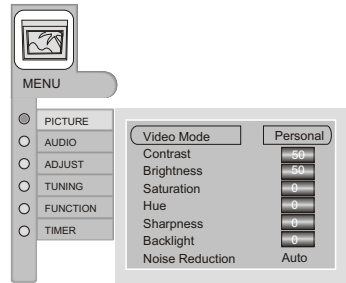 MENU
PICTURE
AUDIO
ADJUST
TUNING
FUNCTION
TIMER
Video Mode Personal
Contrast 50
Brightness 50
Saturation 0
Hue 0
Sharpness 0
Backlight 0
Noise Reduction Auto